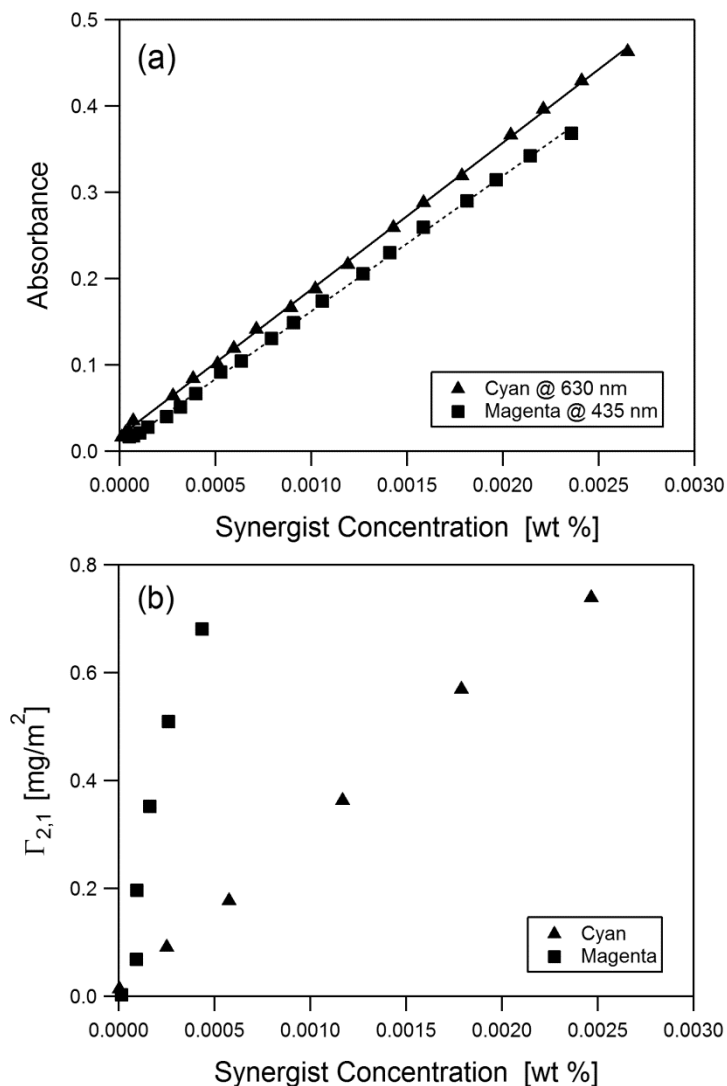 (a)
0.5
0.4
0.3
0.2
0.1
0.0
Absorbance
Cyan @ 630 nm
Magenta @ 435 nm
0.0000 0.0005 0.0010 0.0015 0.0020 0.0025 0.0030
Synergist Concentration [wt %]
(b)
0.8
0.6
0.4
0.2
0.0
Γ2,1 [mg/m²]
Cyan
Magenta
0.0000 0.0005 0.0010 0.0015 0.0020 0.0025 0.0030
Synergist Concentration [wt %]